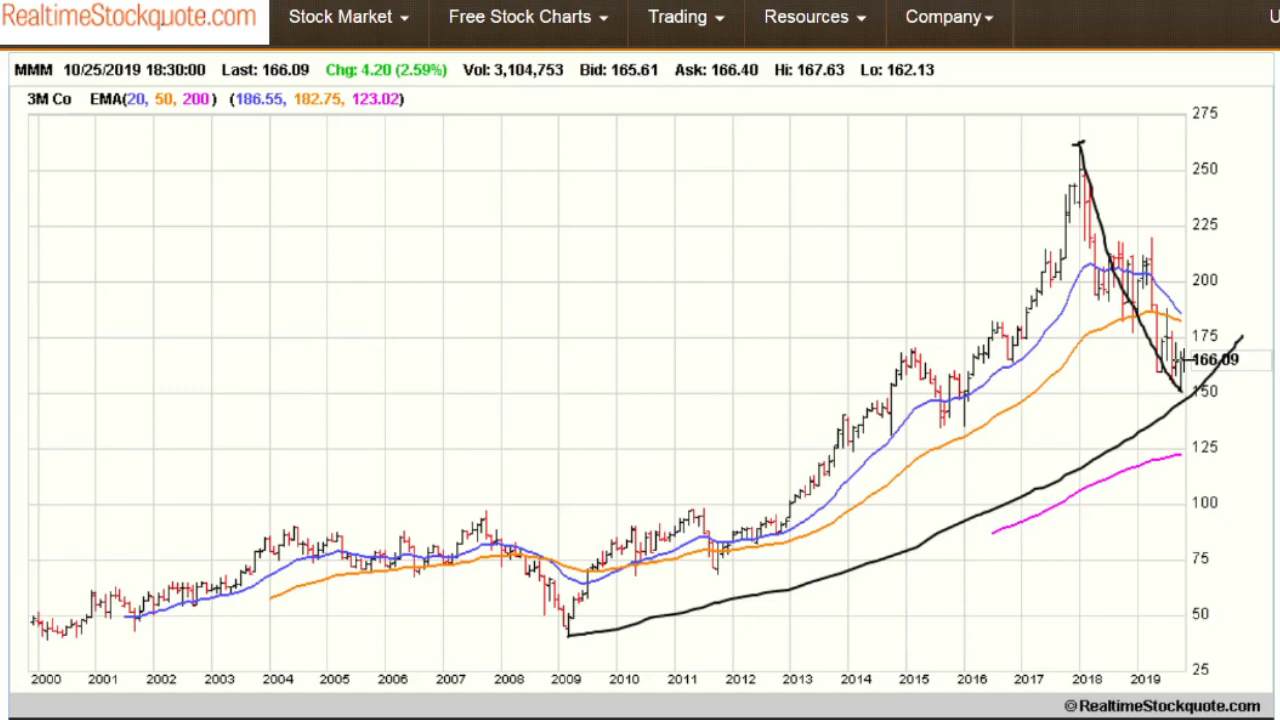 RealtimeStockquote.com Stock Market Free Stock Charts Trading Resources Company U
MMM 10/25/2019 18:30:00 Last: 166.09 Chg: 4.20 (2.59%) Vol: 3,104,753 Bid: 165.61 Ask: 166.40 Hi: 167.63 Lo: 162.13
3M Co EMA(20, 50, 200) (186.55, 182.75, 123.02)
275
250
225
200
175
166.09
150
125
100
75
50
25
2000 2001 2002 2003 2004 2005 2006 2007 2008 2009 2010 2011 2012 2013 2014 2015 2016 2017 2018 2019
©RealtimeStockquote.com